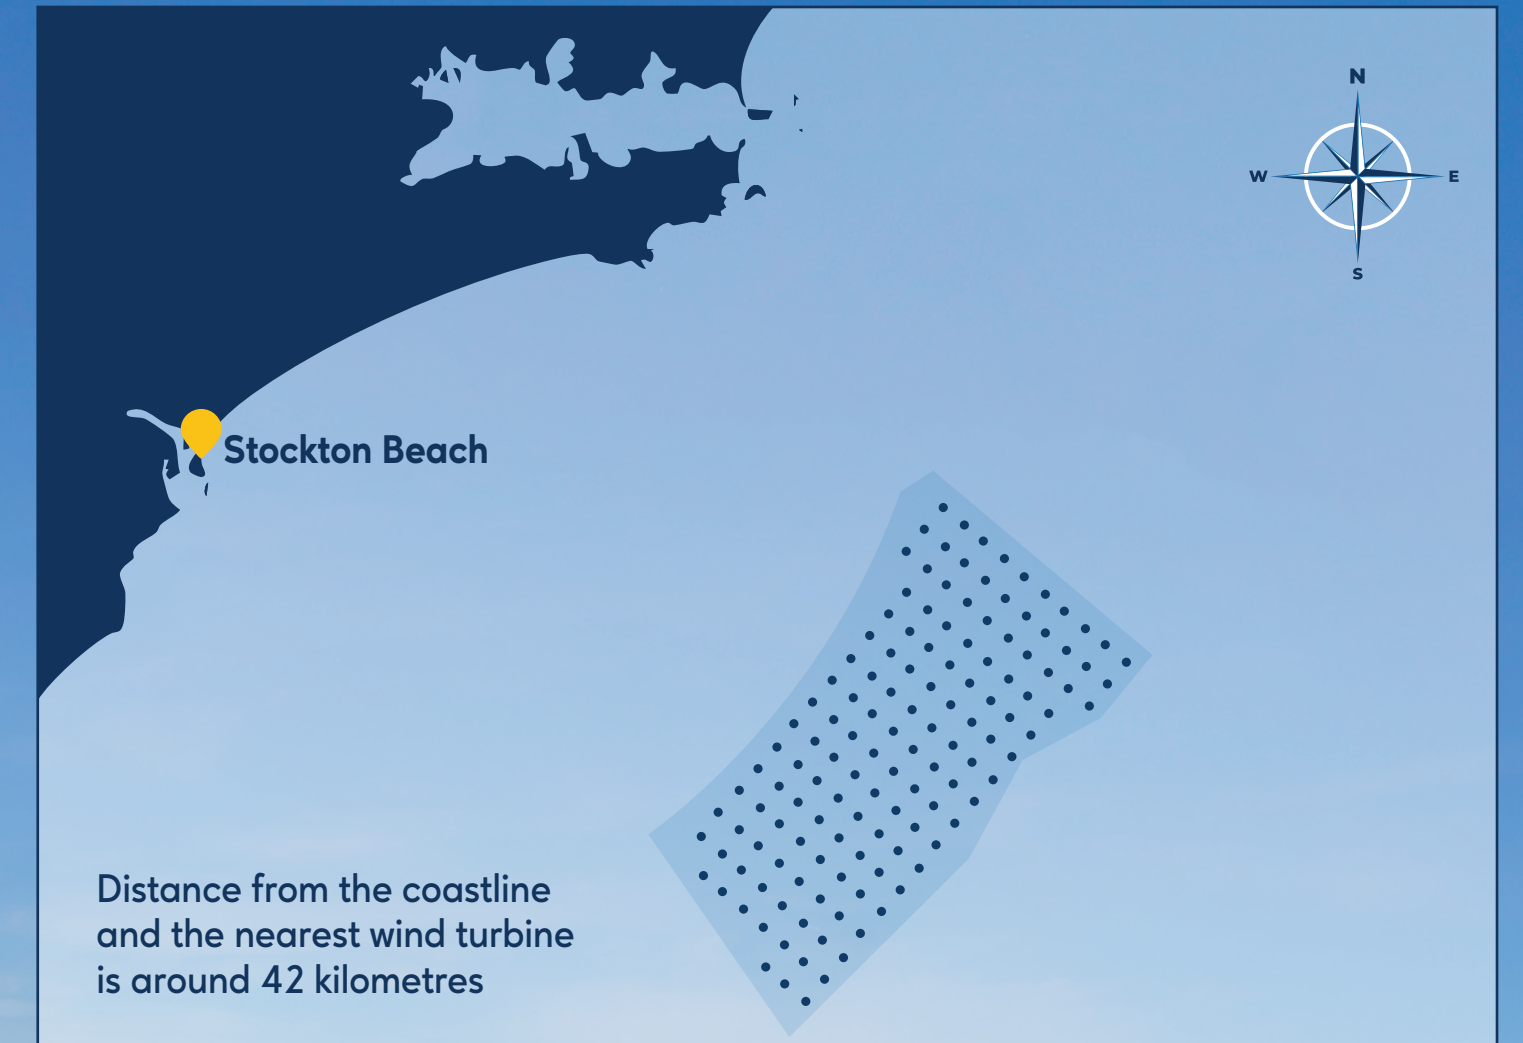 N
W
E
S
Stockton Beach
Distance from the coastline
and the nearest wind turbine
is around 42 kilometres